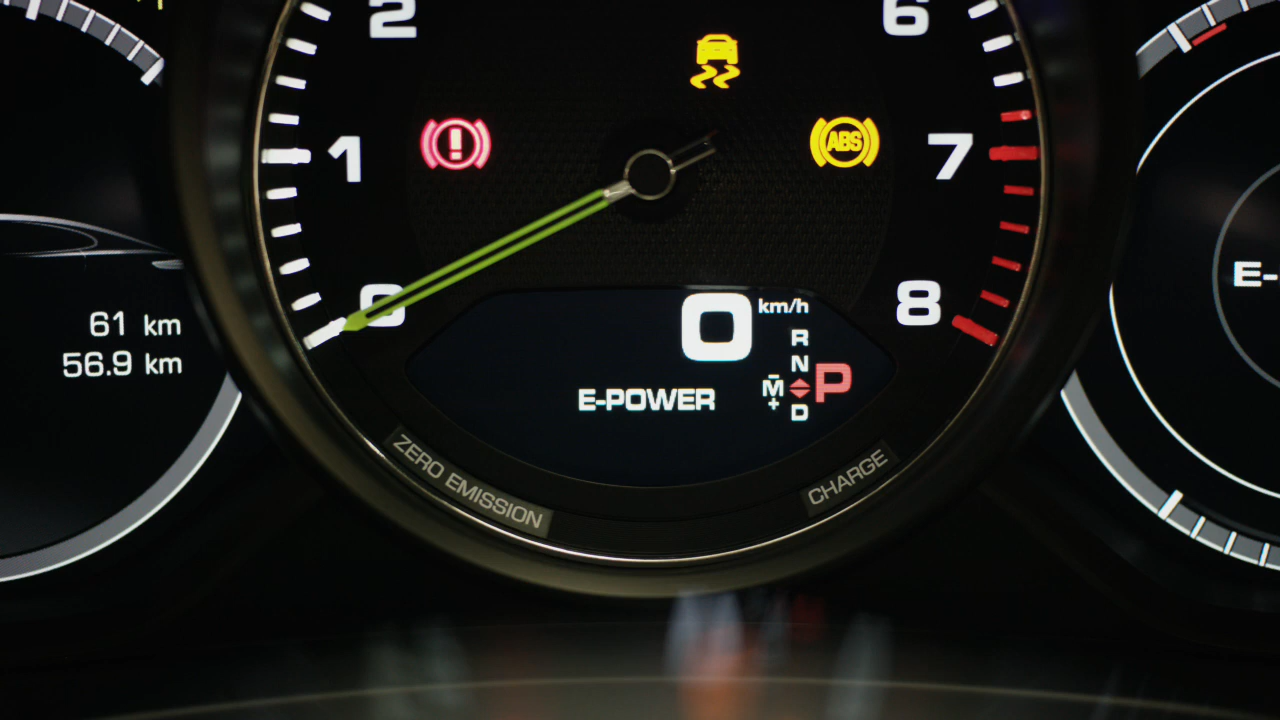 2
6
1
!
ABS
7
0
8
0 km/h
R
N
M P
+
D
E-POWER
61 km
56.9 km
E-
ZERO EMISSION
CHARGE